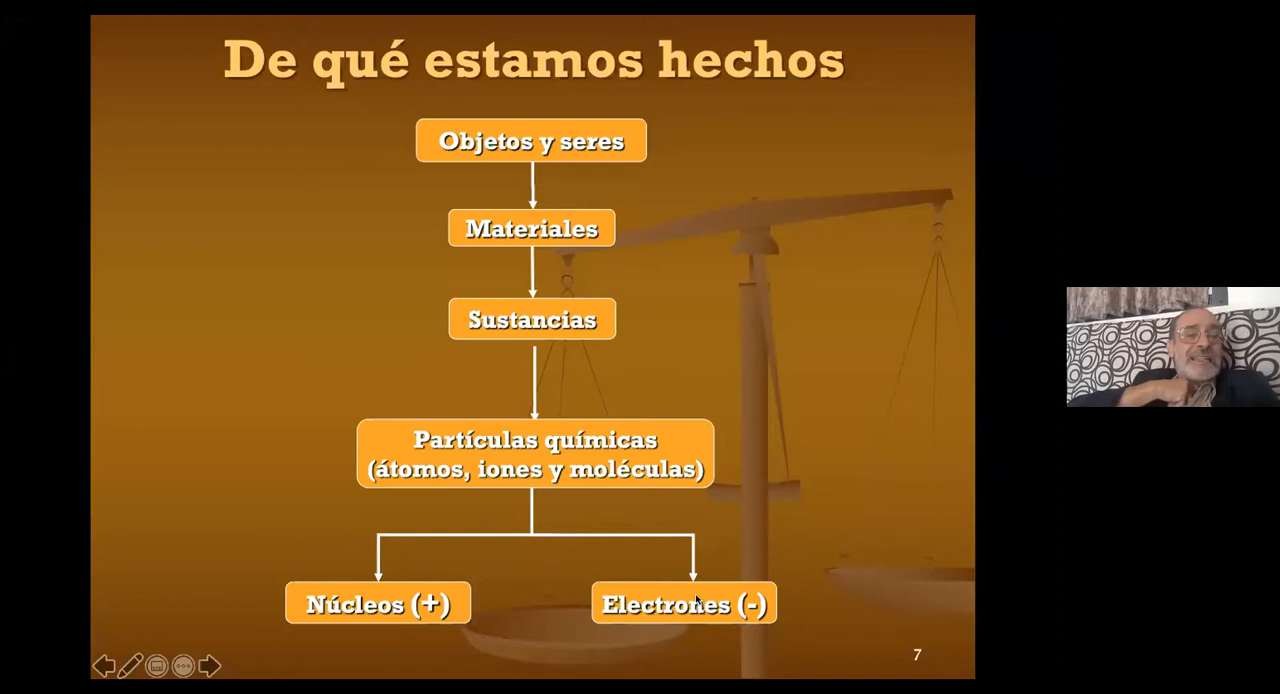 De qué estamos hechos
Objetos y seres
Materiales
Sustancias
Partículas químicas
(átomos, iones y moléculas)
Núcleos (+)
Electrones (-)
7